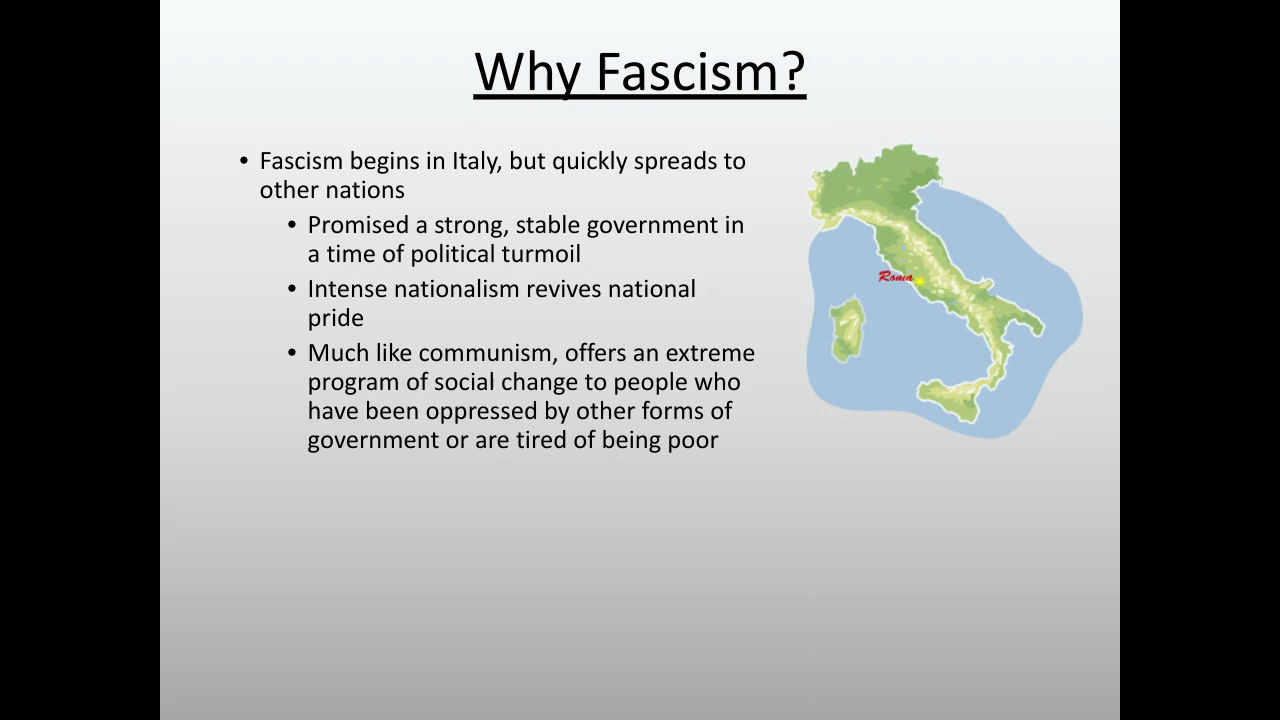 Why Fascism?
• Fascism begins in Italy, but quickly spreads to
other nations
• Promised a strong, stable government in
a time of political turmoil
• Intense nationalism revives national
pride
• Much like communism, offers an extreme
program of social change to people who
have been oppressed by other forms of
government or are tired of being poor
Roma